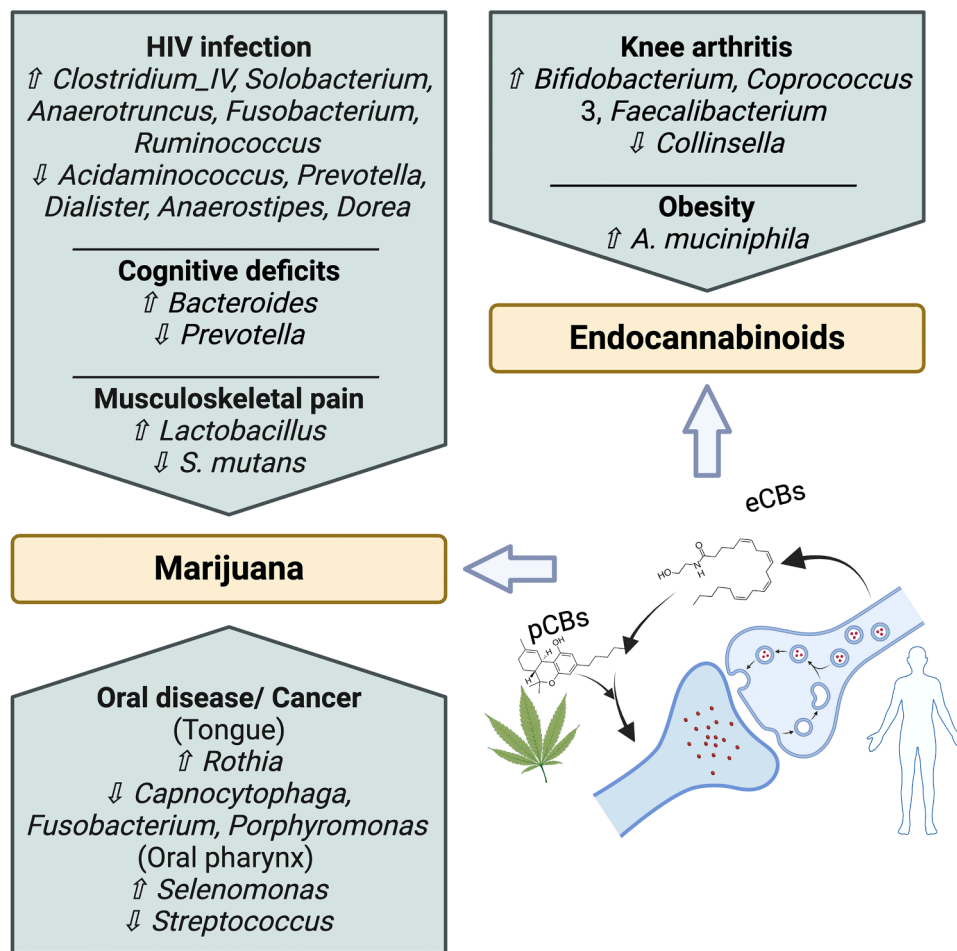 HIV infection
⇧ Clostridium_IV, Solobacterium,
Anaerotruncus, Fusobacterium,
Ruminococcus
⇩ Acidaminococcus, Prevotella,
Dialister, Anaerostipes, Dorea
Cognitive deficits
⇧ Bacteroides
⇩ Prevotella
Musculoskeletal pain
⇧ Lactobacillus
⇩ S. mutans
Marijuana
Oral disease/ Cancer
(Tongue)
⇧ Rothia
⇩ Capnocytophaga,
Fusobacterium, Porphyromonas
(Oral pharynx)
⇧ Selenomonas
⇩ Streptococcus
Knee arthritis
⇧ Bifidobacterium, Coprococcus
3, Faecalibacterium
⇩ Collinsella
Obesity
⇧ A. muciniphila
Endocannabinoids
eCBs
O
HO
N
H
pCBs
OH
H
H
O